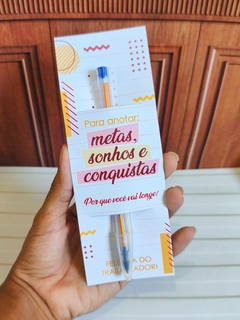 Para anotar:
metas,
sonhos e
conquistas
Por que você vai longe!
FELIZ DIA DO
TRABALHADOR!